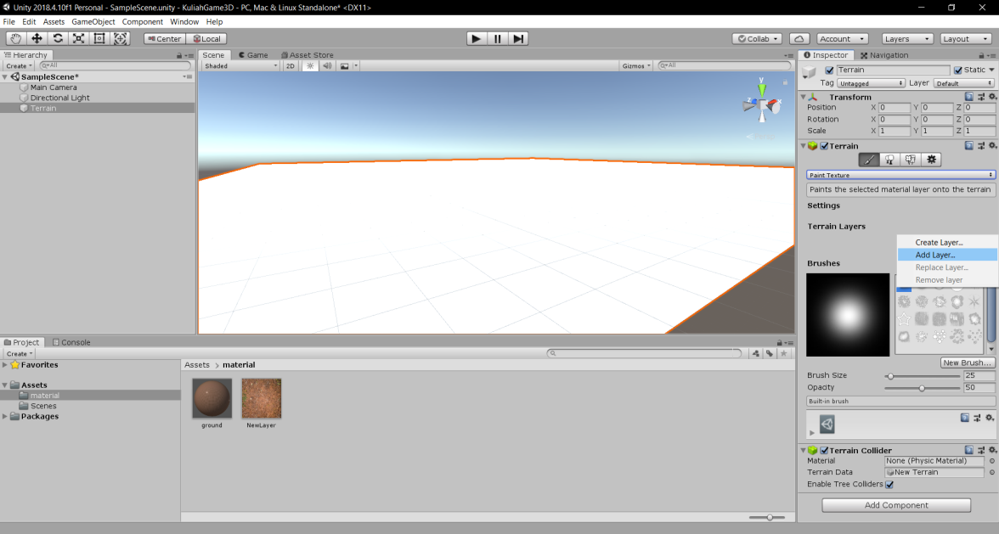 Unity 2018.4.10f1 Personal - SampleScene.unity - KuliahGame3D - PC, Mac & Linux Standalone* <DX11>
File Edit Assets GameObject Component Window Help
Center Local Collab Account Layers Layout
Hierarchy
Create All
SampleScene*
Main Camera
Directional Light
Terrain
Scene Game Asset Store
Shaded 2D Gizmos All
y
z x
Inspector Navigation
Terrain Static
Tag Untagged Layer Default
Transform
Position X 0 Y 0 Z 0
Rotation X 0 Y 0 Z 0
Scale X 1 Y 1 Z 1
Terrain
Paint Texture
Paints the selected material layer onto the terrain
Settings
Terrain Layers
Create Layer...
Add Layer...
Replace Layer...
Remove layer
Brushes
New Brush...
Brush Size 25
Opacity 50
Built-in brush
Terrain Collider
Material None (Physic Material)
Terrain Data New Terrain
Enable Tree Colliders
Add Component
Project Console
Create
Favorites
Assets
material
Scenes
Packages
Assets > material
ground NewLayer